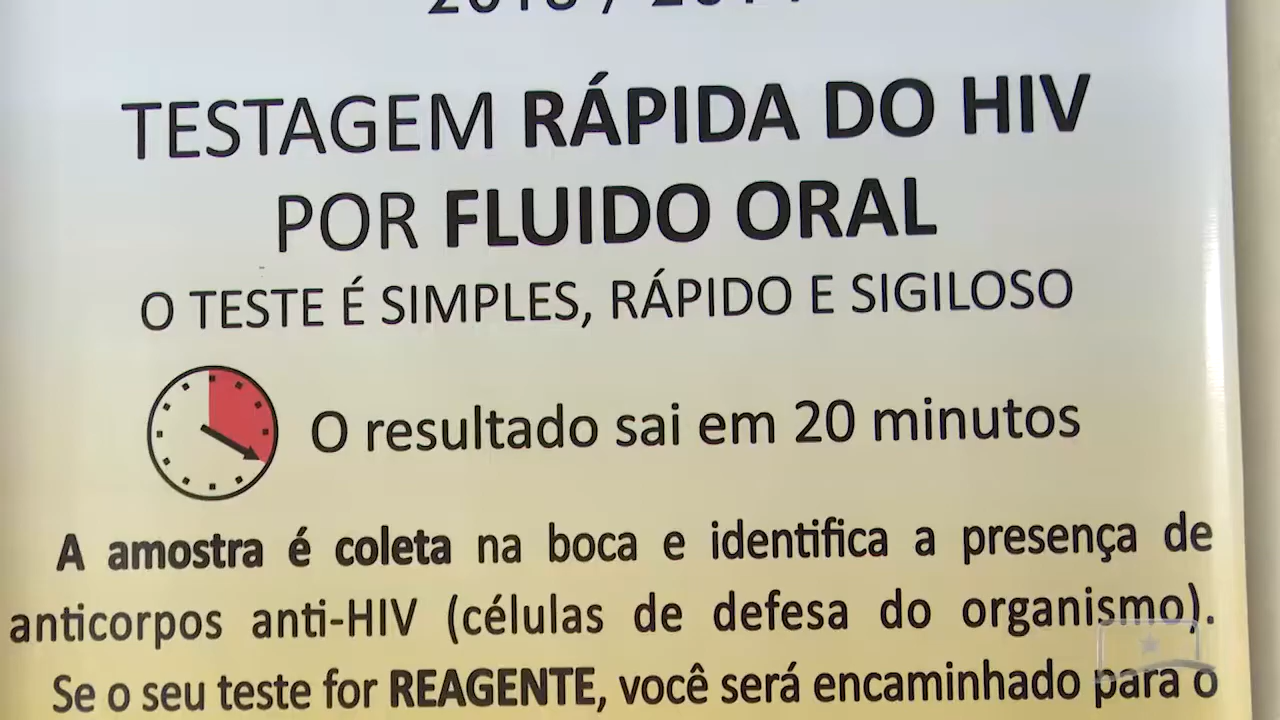 TESTAGEM RÁPIDA DO HIV
POR FLUIDO ORAL
O TESTE É SIMPLES, RÁPIDO E SIGILOSO
O resultado sai em 20 minutos
A amostra é coleta na boca e identifica a presença de
anticorpos anti-HIV (células de defesa do organismo).
Se o seu teste for REAGENTE, você será encaminhado para o